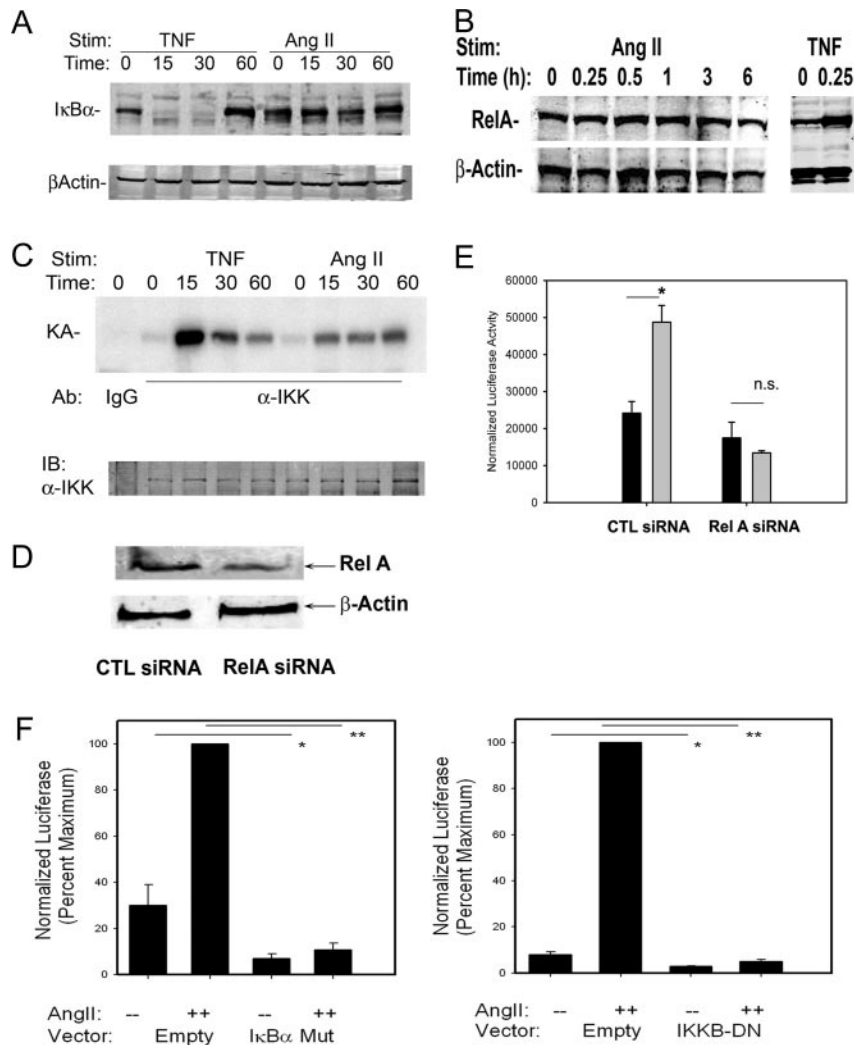 A
Stim: TNF Ang II
Time: 0 15 30 60 0 15 30 60
IκBα-
βActin-
B
Stim: Ang II TNF
Time (h): 0 0.25 0.5 1 3 6 0 0.25
RelA-
β-Actin-
C
Stim: TNF Ang II
Time: 0 0 15 30 60 0 15 30 60
KA-
Ab: IgG α-IKK
IB:
α-IKK
D
Rel A
β-Actin
CTL siRNA RelA siRNA
E
Normalized Luciferase Actvity
60000
50000
40000
30000
20000
10000
0
*
n.s.
CTL siRNA Rel A siRNA
F
Normalized Luciferase
(Percent Maximum)
100
80
60
40
20
0
*
**
AngII: -- ++ -- ++
Vector: Empty IκBα Mut
Normalized Luciferase
(Percent Maximum)
100
80
60
40
20
0
*
**
AngII: -- ++ -- ++
Vector: Empty IKKB-DN